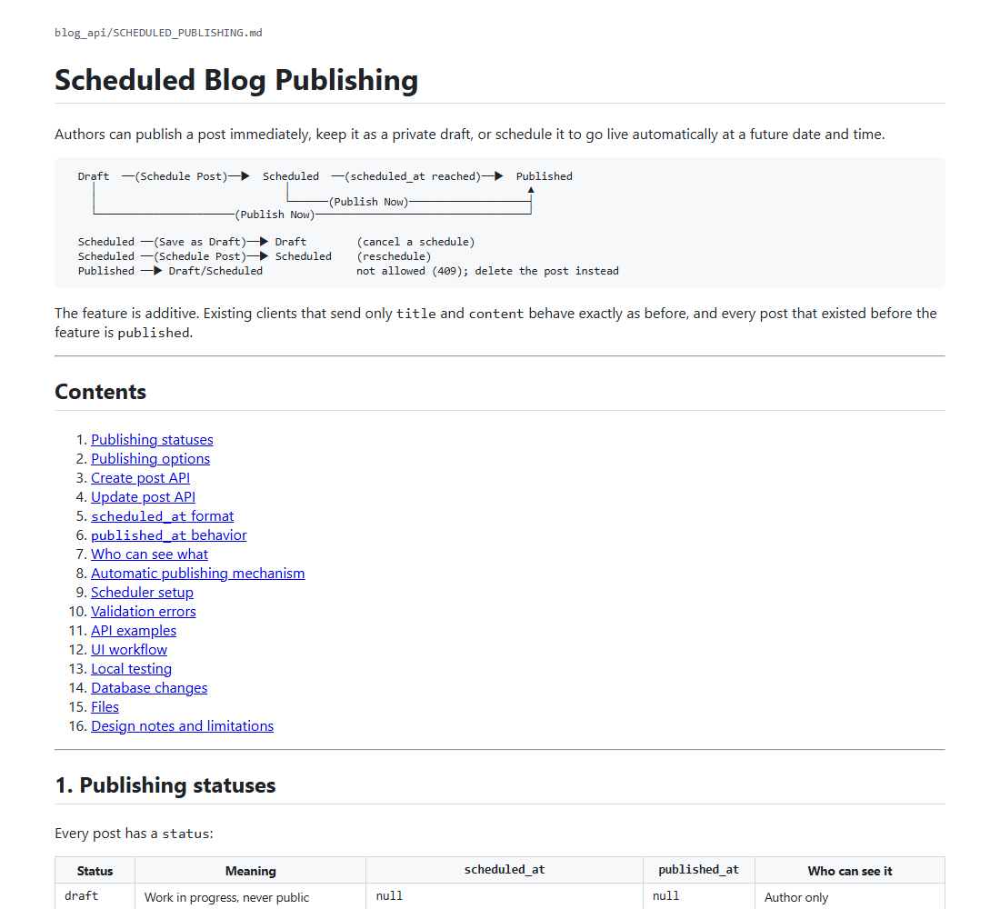 blog_api/SCHEDULED_PUBLISHING.md
Scheduled Blog Publishing
Authors can publish a post immediately, keep it as a private draft, or schedule it to go live automatically at a future date and time.
Draft ──(Schedule Post)──▶ Scheduled ──(scheduled_at reached)──▶ Published
│ │ ▲
└──────(Publish Now)───────────────────┤
└──────────────────────(Publish Now)──────────────────────────────────┘
Scheduled ──(Save as Draft)──▶ Draft (cancel a schedule)
Scheduled ──(Schedule Post)──▶ Scheduled (reschedule)
Published ──▶ Draft/Scheduled not allowed (409); delete the post instead
The feature is additive. Existing clients that send only title and content behave exactly as before, and every post that existed before the
feature is published.
Contents
1. Publishing statuses
2. Publishing options
3. Create post API
4. Update post API
5. scheduled_at format
6. published_at behavior
7. Who can see what
8. Automatic publishing mechanism
9. Scheduler setup
10. Validation errors
11. API examples
12. UI workflow
13. Local testing
14. Database changes
15. Files
16. Design notes and limitations
1. Publishing statuses
Every post has a status:
Status Meaning scheduled_at published_at Who can see it
draft Work in progress, never public null null Author only